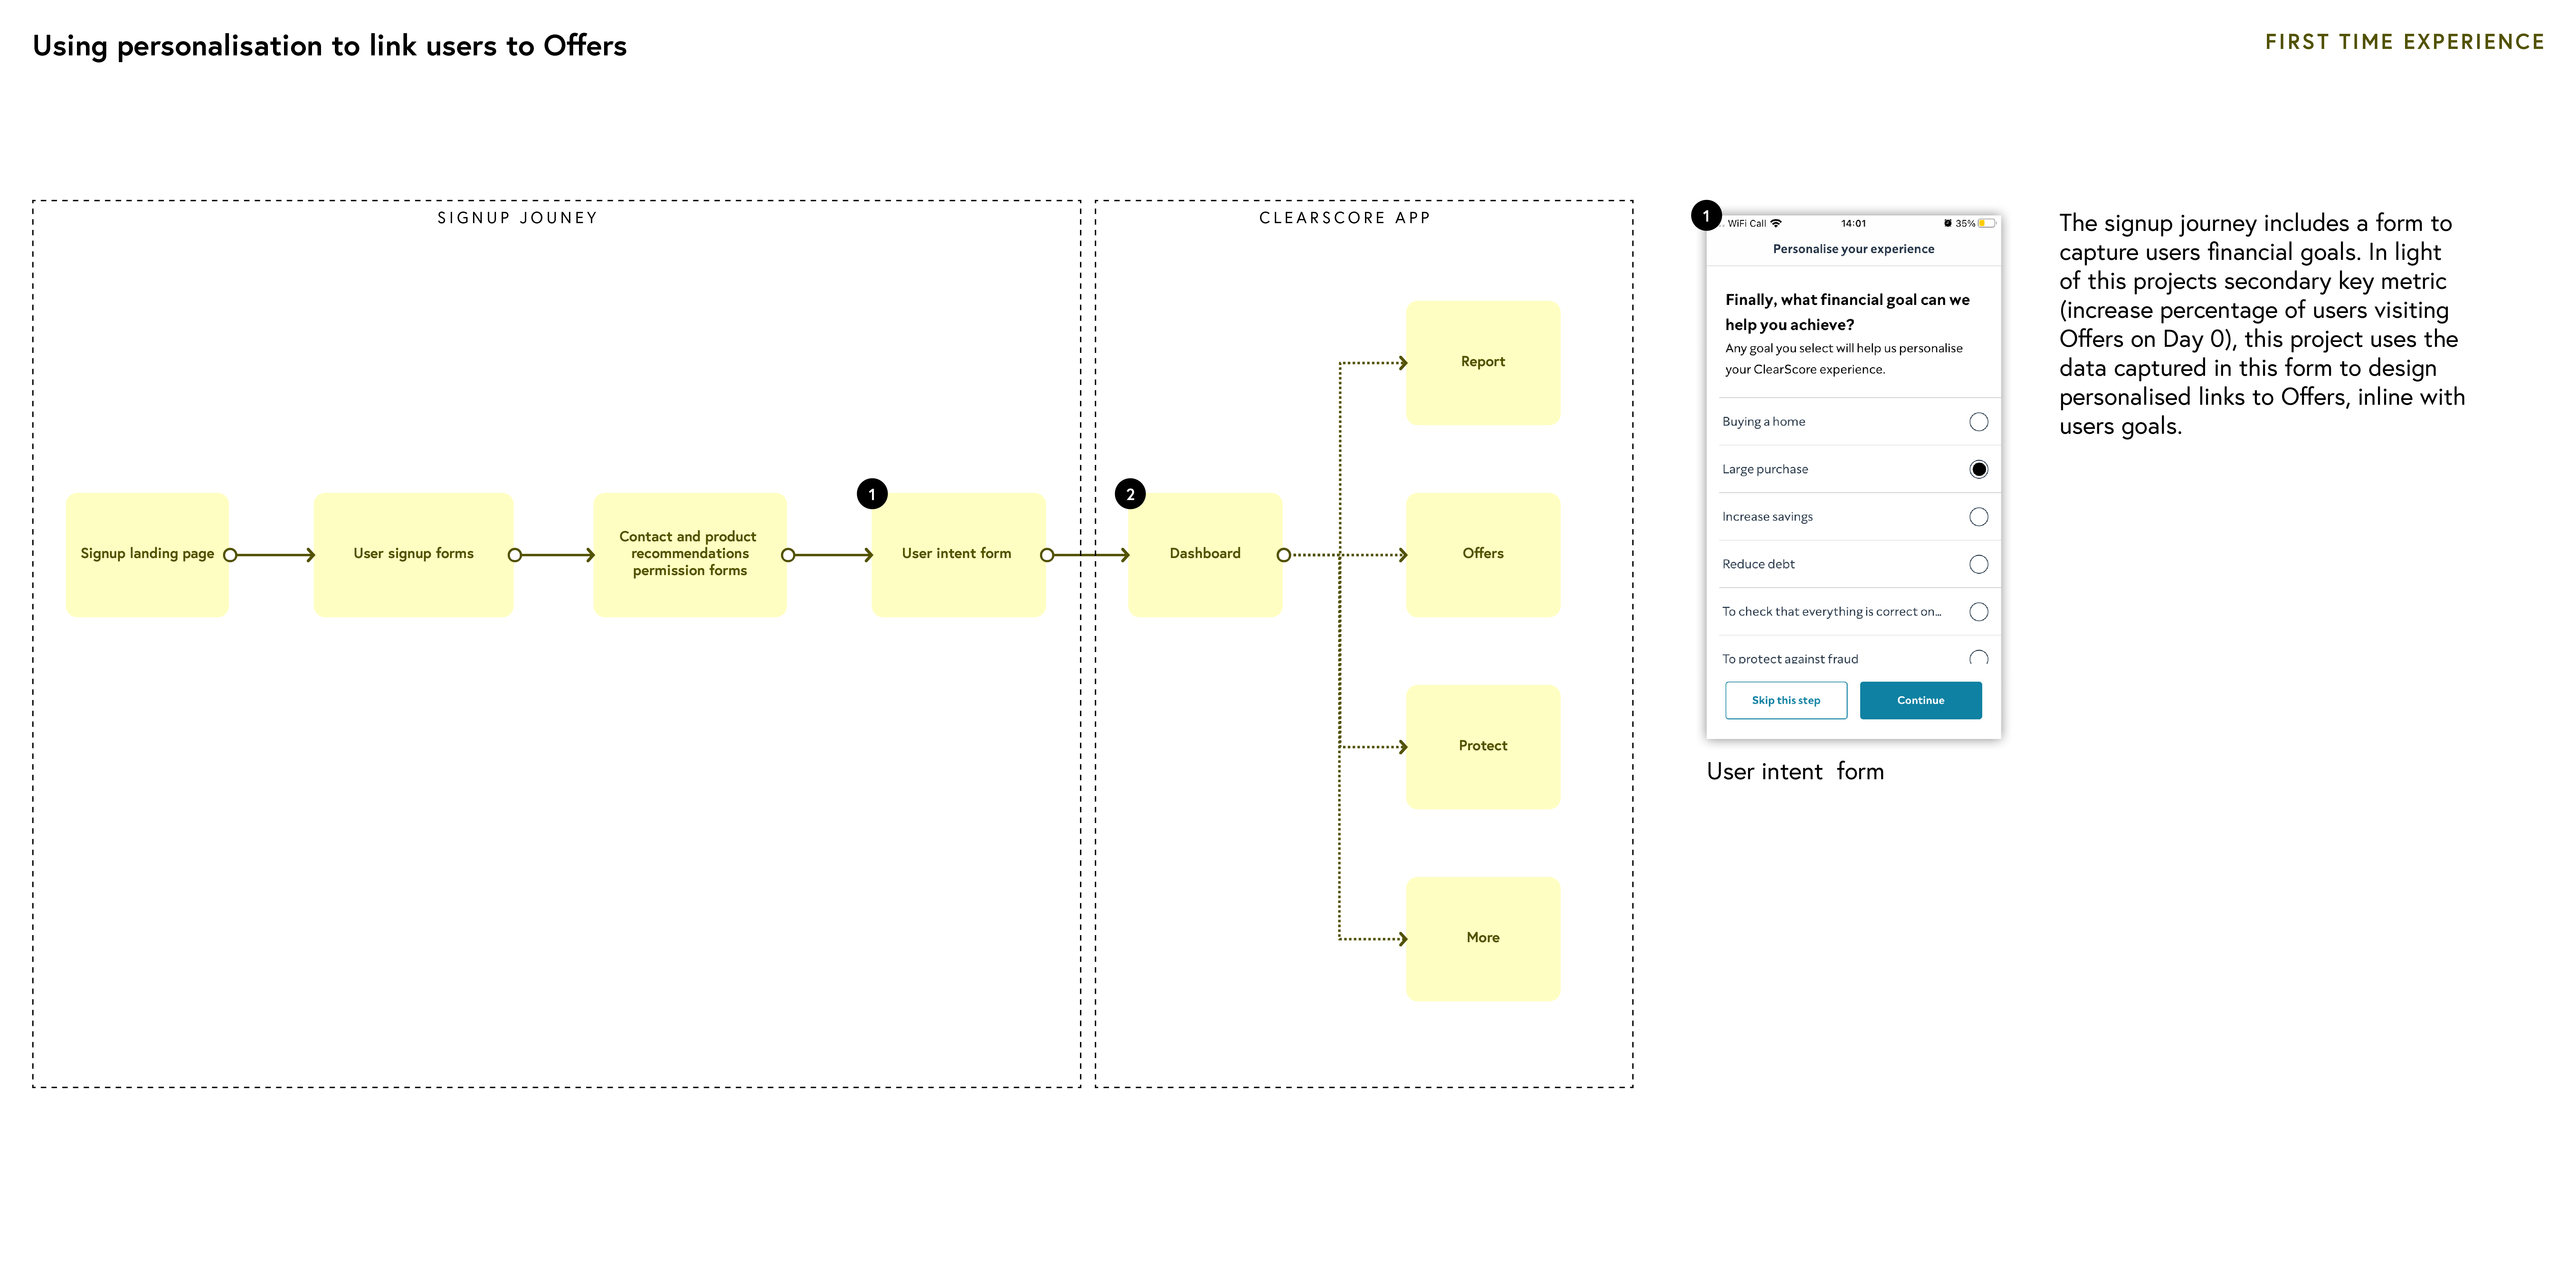 Using personalisation to link users to Offers
FIRST TIME EXPERIENCE
SIGNUP JOUNEY
Signup landing page
User signup forms
Contact and product
recommendations
permission forms
1
User intent form
CLEARSCORE APP
2
Dashboard
Report
Offers
Protect
More
1
WiFi Call 14:01 35%
Personalise your experience
Finally, what financial goal can we
help you achieve?
Any goal you select will help us personalise
your ClearScore experience.
Buying a home
Large purchase
Increase savings
Reduce debt
To check that everything is correct on...
To protect against fraud
Skip this step
Continue
User intent form
The signup journey includes a form to
capture users financial goals. In light
of this projects secondary key metric
(increase percentage of users visiting
Offers on Day 0), this project uses the
data captured in this form to design
personalised links to Offers, inline with
users goals.